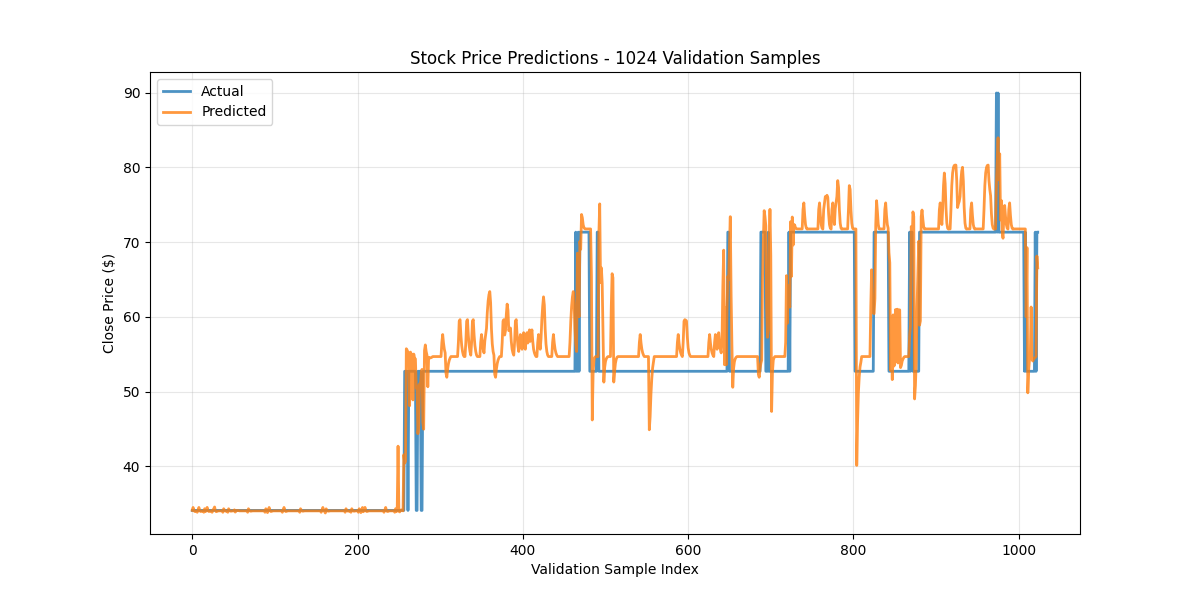 Stock Price Predictions - 1024 Validation Samples
Actual
Predicted
90
80
70
60
50
40
Close Price ($)
0 200 400 600 800 1000
Validation Sample Index